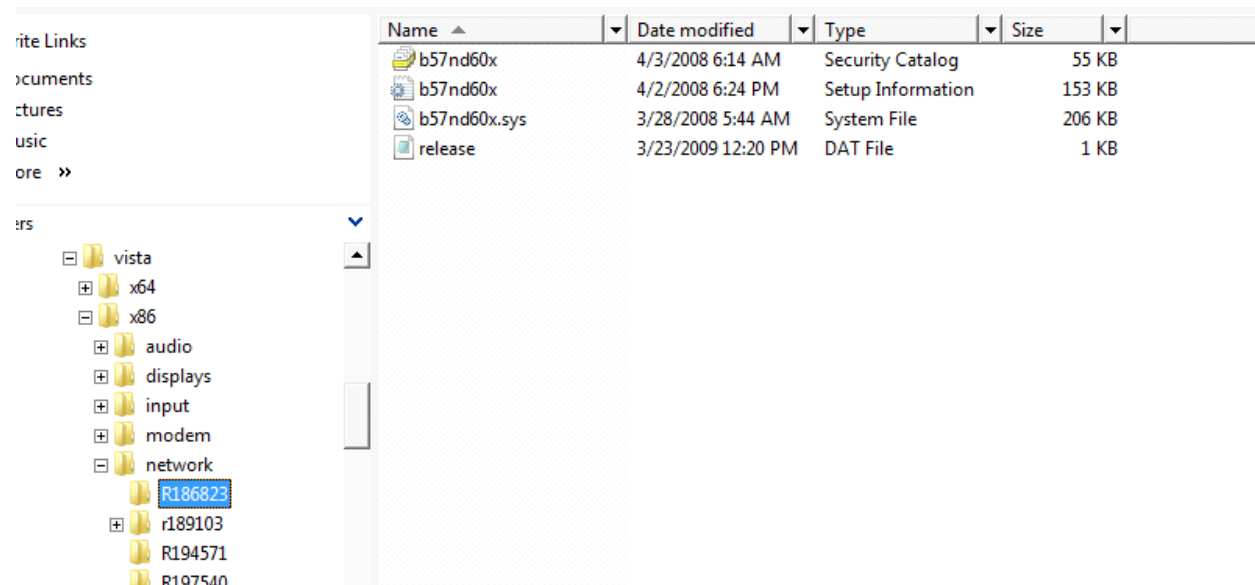 rite Links
ocuments
ctures
usic
ore »
ers
vista
x64
x86
audio
displays
input
modem
network
R186823
r189103
R194571
R197540
Name Date modified Type Size
b57nd60x 4/3/2008 6:14 AM Security Catalog 55 KB
b57nd60x 4/2/2008 6:24 PM Setup Information 153 KB
b57nd60x.sys 3/28/2008 5:44 AM System File 206 KB
release 3/23/2009 12:20 PM DAT File 1 KB